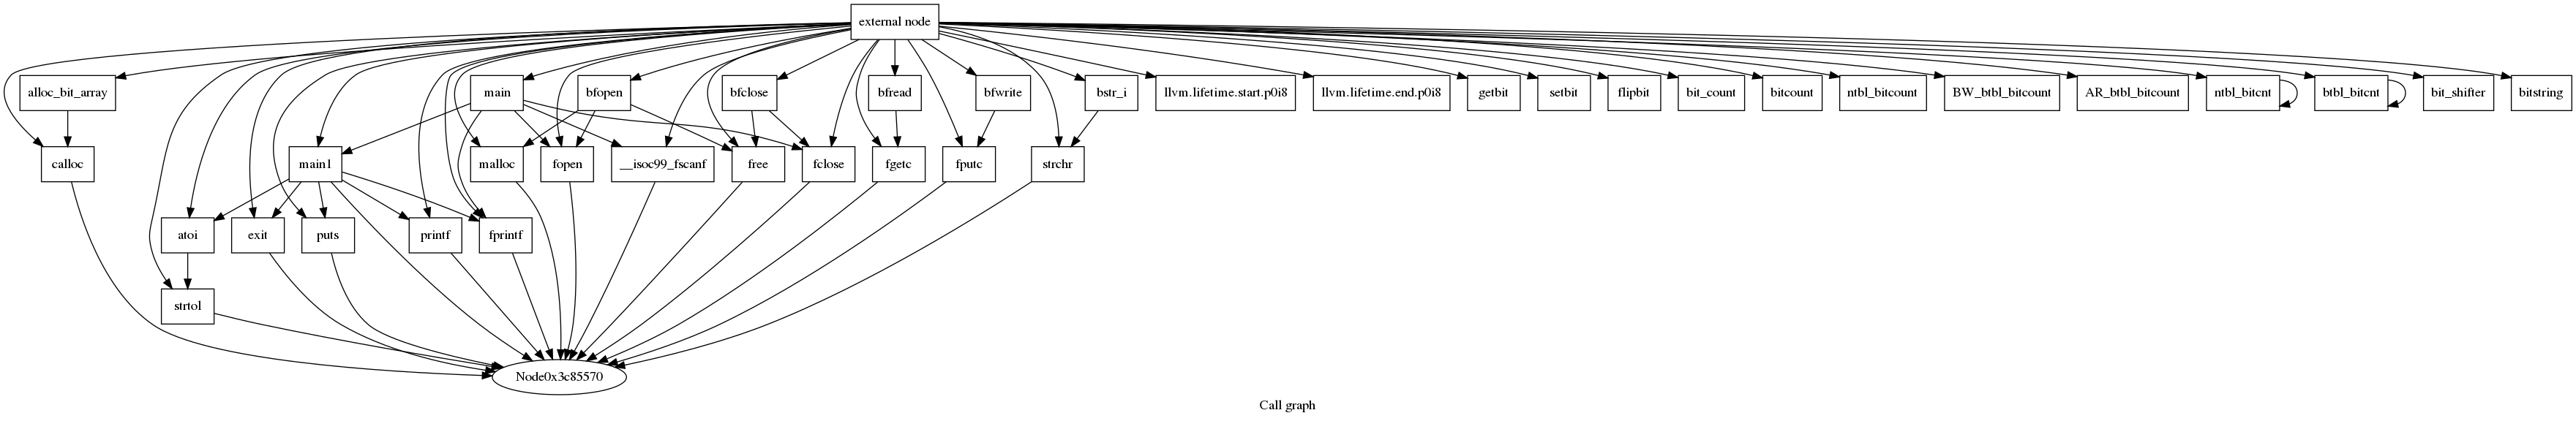 external node
alloc_bit_array
main
bfopen
bfclose
bfread
bfwrite
bstr_i
llvm.lifetime.start.p0i8
llvm.lifetime.end.p0i8
getbit
setbit
flipbit
bit_count
bitcount
ntbl_bitcount
BW_btbl_bitcount
AR_btbl_bitcount
ntbl_bitcnt
btbl_bitcnt
bit_shifter
bitstring
calloc
main1
malloc
fopen
__isoc99_fscanf
free
fclose
fgetc
fputc
strchr
atoi
exit
puts
printf
fprintf
strtol
Node0x3c85570
Call graph